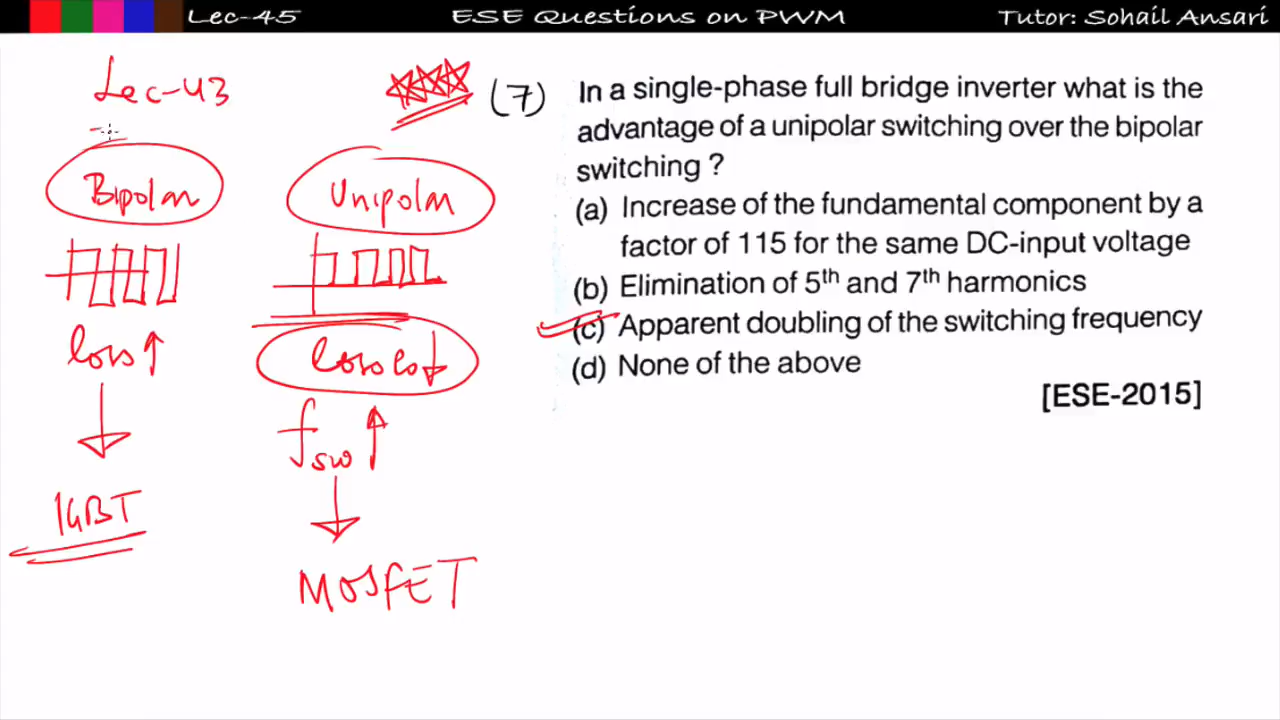 Lec-45
ESE Questions on PWM
Tutor: Sohail Ansari
Lec-43
Bipolar
loss↑
IGBT
Unipolar
↓
fsw↑
MOSFET
(7) In a single-phase full bridge inverter what is the
advantage of a unipolar switching over the bipolar
switching ?
(a) Increase of the fundamental component by a
factor of 115 for the same DC-input voltage
(b) Elimination of 5th and 7th harmonics
(c) Apparent doubling of the switching frequency
(d) None of the above
[ESE-2015]